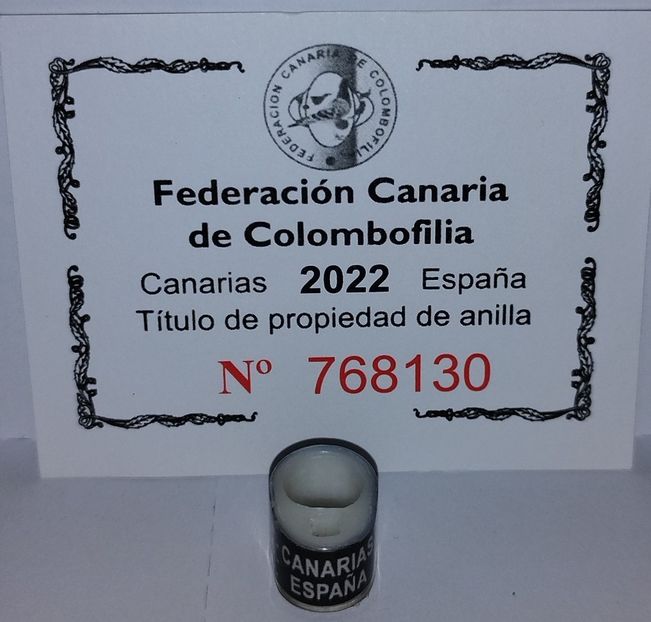 FEDERACION CANARIA DE COLOMBOFILIA
Federación Canaria
de Colombofilia
Canarias 2022 España
Título de propiedad de anilla
Nº 768130
CANARIAS
ESPAÑA